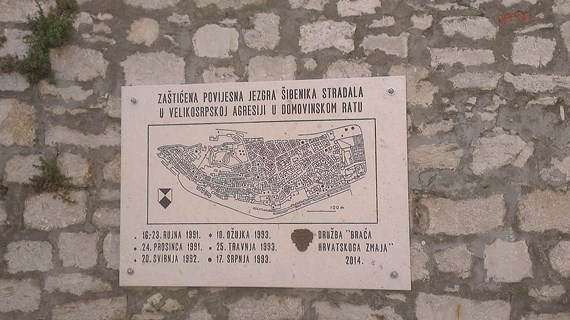 ZAŠTIĆENA POVIJESNA JEZGRA ŠIBENIKA STRADALA
U VELIKOSRPSKOJ AGRESIJI U DOMOVINSKOM RATU
100 m
• 16-23. RUJNA 1991.
• 24. PROSINCA 1991.
• 20. SVIBNJA 1992.
• 10. OŽUJKA 1993.
• 25. TRAVNJA 1993.
• 17. SRPNJA 1993.
DRUŽBA "BRAĆA
HRVATSKOGA ZMAJA"
2014.